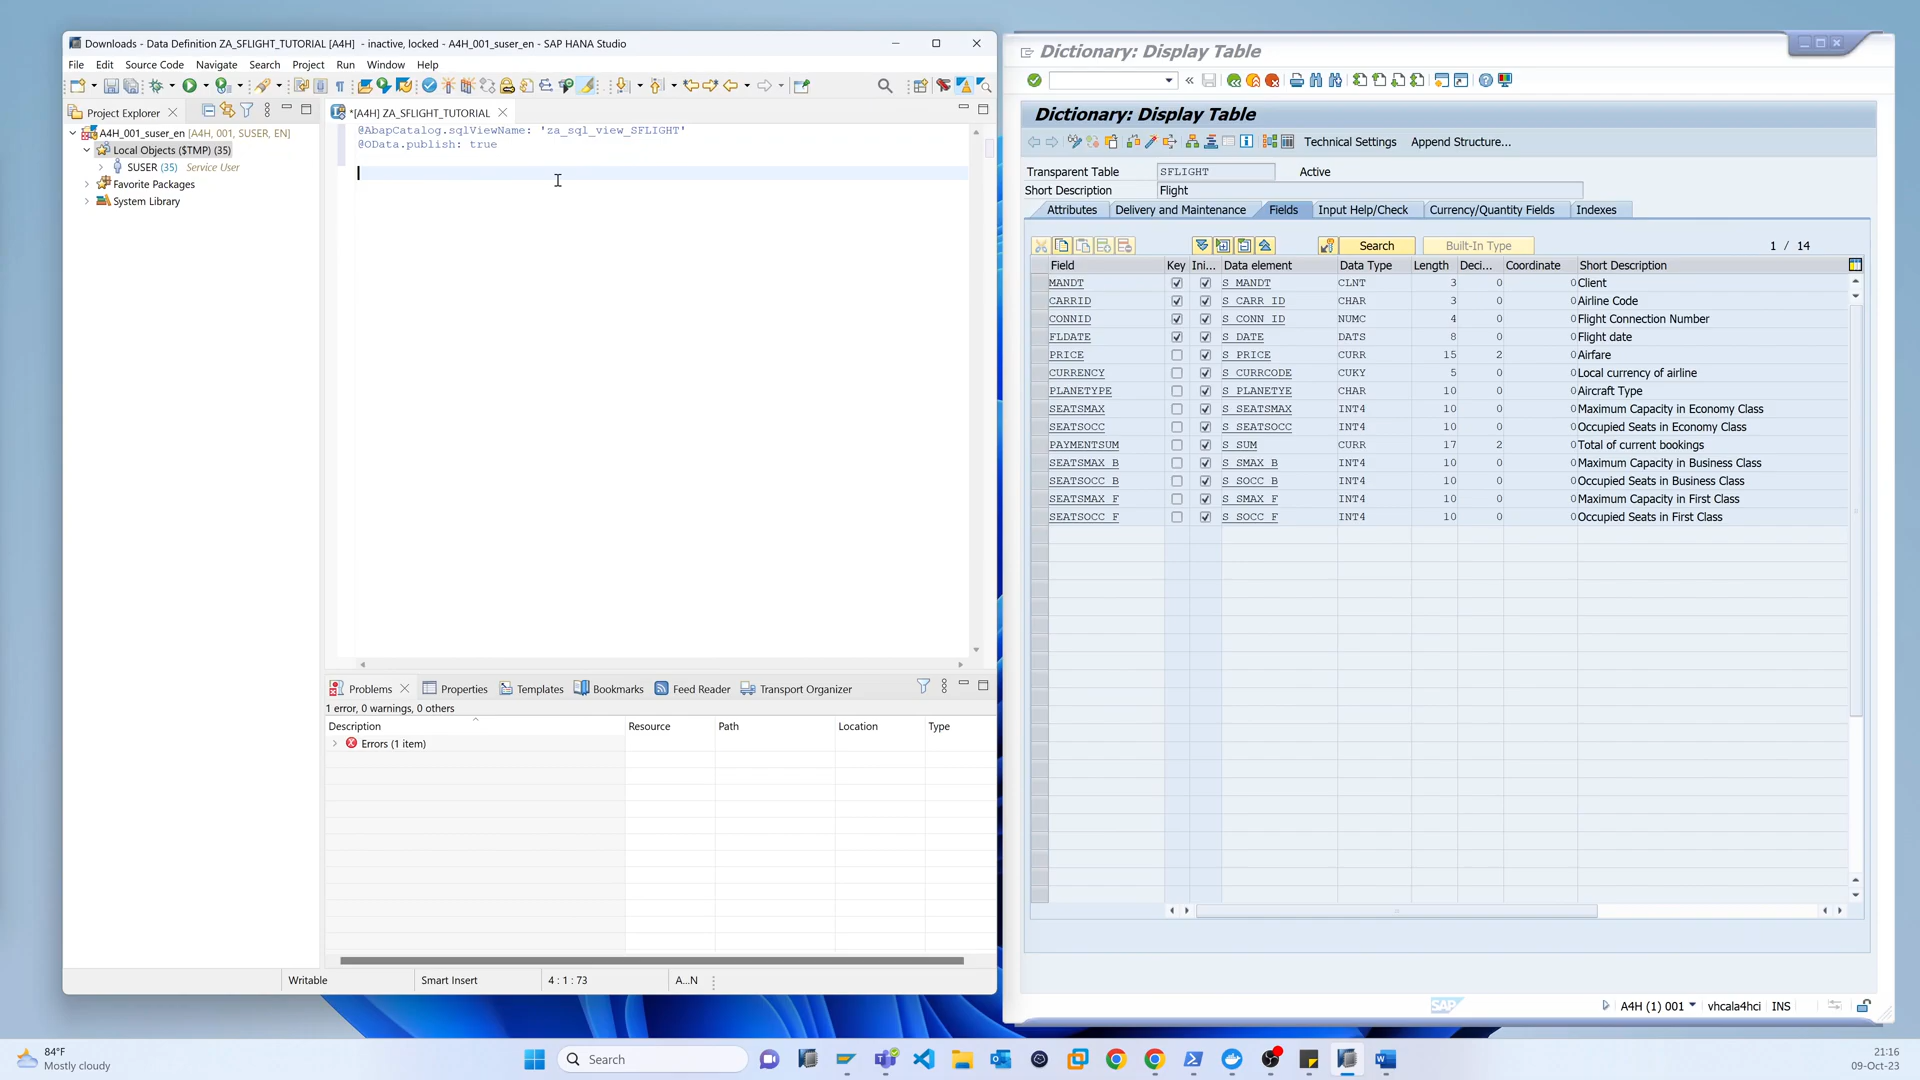 Downloads - Data Definition ZA_SFLIGHT_TUTORIAL [A4H] - inactive, locked - A4H_001_suser_en - SAP HANA Studio
File Edit Source Code Navigate Search Project Run Window Help
Project Explorer
A4H_001_suser_en [A4H, 001, SUSER, EN]
Local Objects ($TMP) (35)
SUSER (35) Service User
Favorite Packages
System Library
*[A4H] ZA_SFLIGHT_TUTORIAL
@AbapCatalog.sqlViewName: 'za_sql_view_SFLIGHT'
@OData.publish: true
Problems Properties Templates Bookmarks Feed Reader Transport Organizer
1 error, 0 warnings, 0 others
Description Resource Path Location Type
Errors (1 item)
Writable Smart Insert 4 : 1 : 73 A...N
Dictionary: Display Table
Dictionary: Display Table
Technical Settings Append Structure...
Transparent Table SFLIGHT Active
Short Description Flight
Attributes Delivery and Maintenance Fields Input Help/Check Currency/Quantity Fields Indexes
Search Built-In Type 1 / 14
Field Key Ini... Data element Data Type Length Deci... Coordinate Short Description
MANDT S_MANDT CLNT 3 0 0 Client
CARRID S_CARR_ID CHAR 3 0 0 Airline Code
CONNID S_CONN_ID NUMC 4 0 0 Flight Connection Number
FLDATE S_DATE DATS 8 0 0 Flight date
PRICE S_PRICE CURR 15 2 0 Airfare
CURRENCY S_CURRCODE CUKY 5 0 0 Local currency of airline
PLANETYPE S_PLANETYE CHAR 10 0 0 Aircraft Type
SEATSMAX S_SEATSMAX INT4 10 0 0 Maximum Capacity in Economy Class
SEATSOCC S_SEATSOCC INT4 10 0 0 Occupied Seats in Economy Class
PAYMENTSUM S_SUM CURR 17 2 0 Total of current bookings
SEATSMAX_B S_SMAX_B INT4 10 0 0 Maximum Capacity in Business Class
SEATSOCC_B S_SOCC_B INT4 10 0 0 Occupied Seats in Business Class
SEATSMAX_F S_SMAX_F INT4 10 0 0 Maximum Capacity in First Class
SEATSOCC_F S_SOCC_F INT4 10 0 0 Occupied Seats in First Class
SAP A4H (1) 001 vhcala4hci INS
84°F
Mostly cloudy
Search
21:16
09-Oct-23